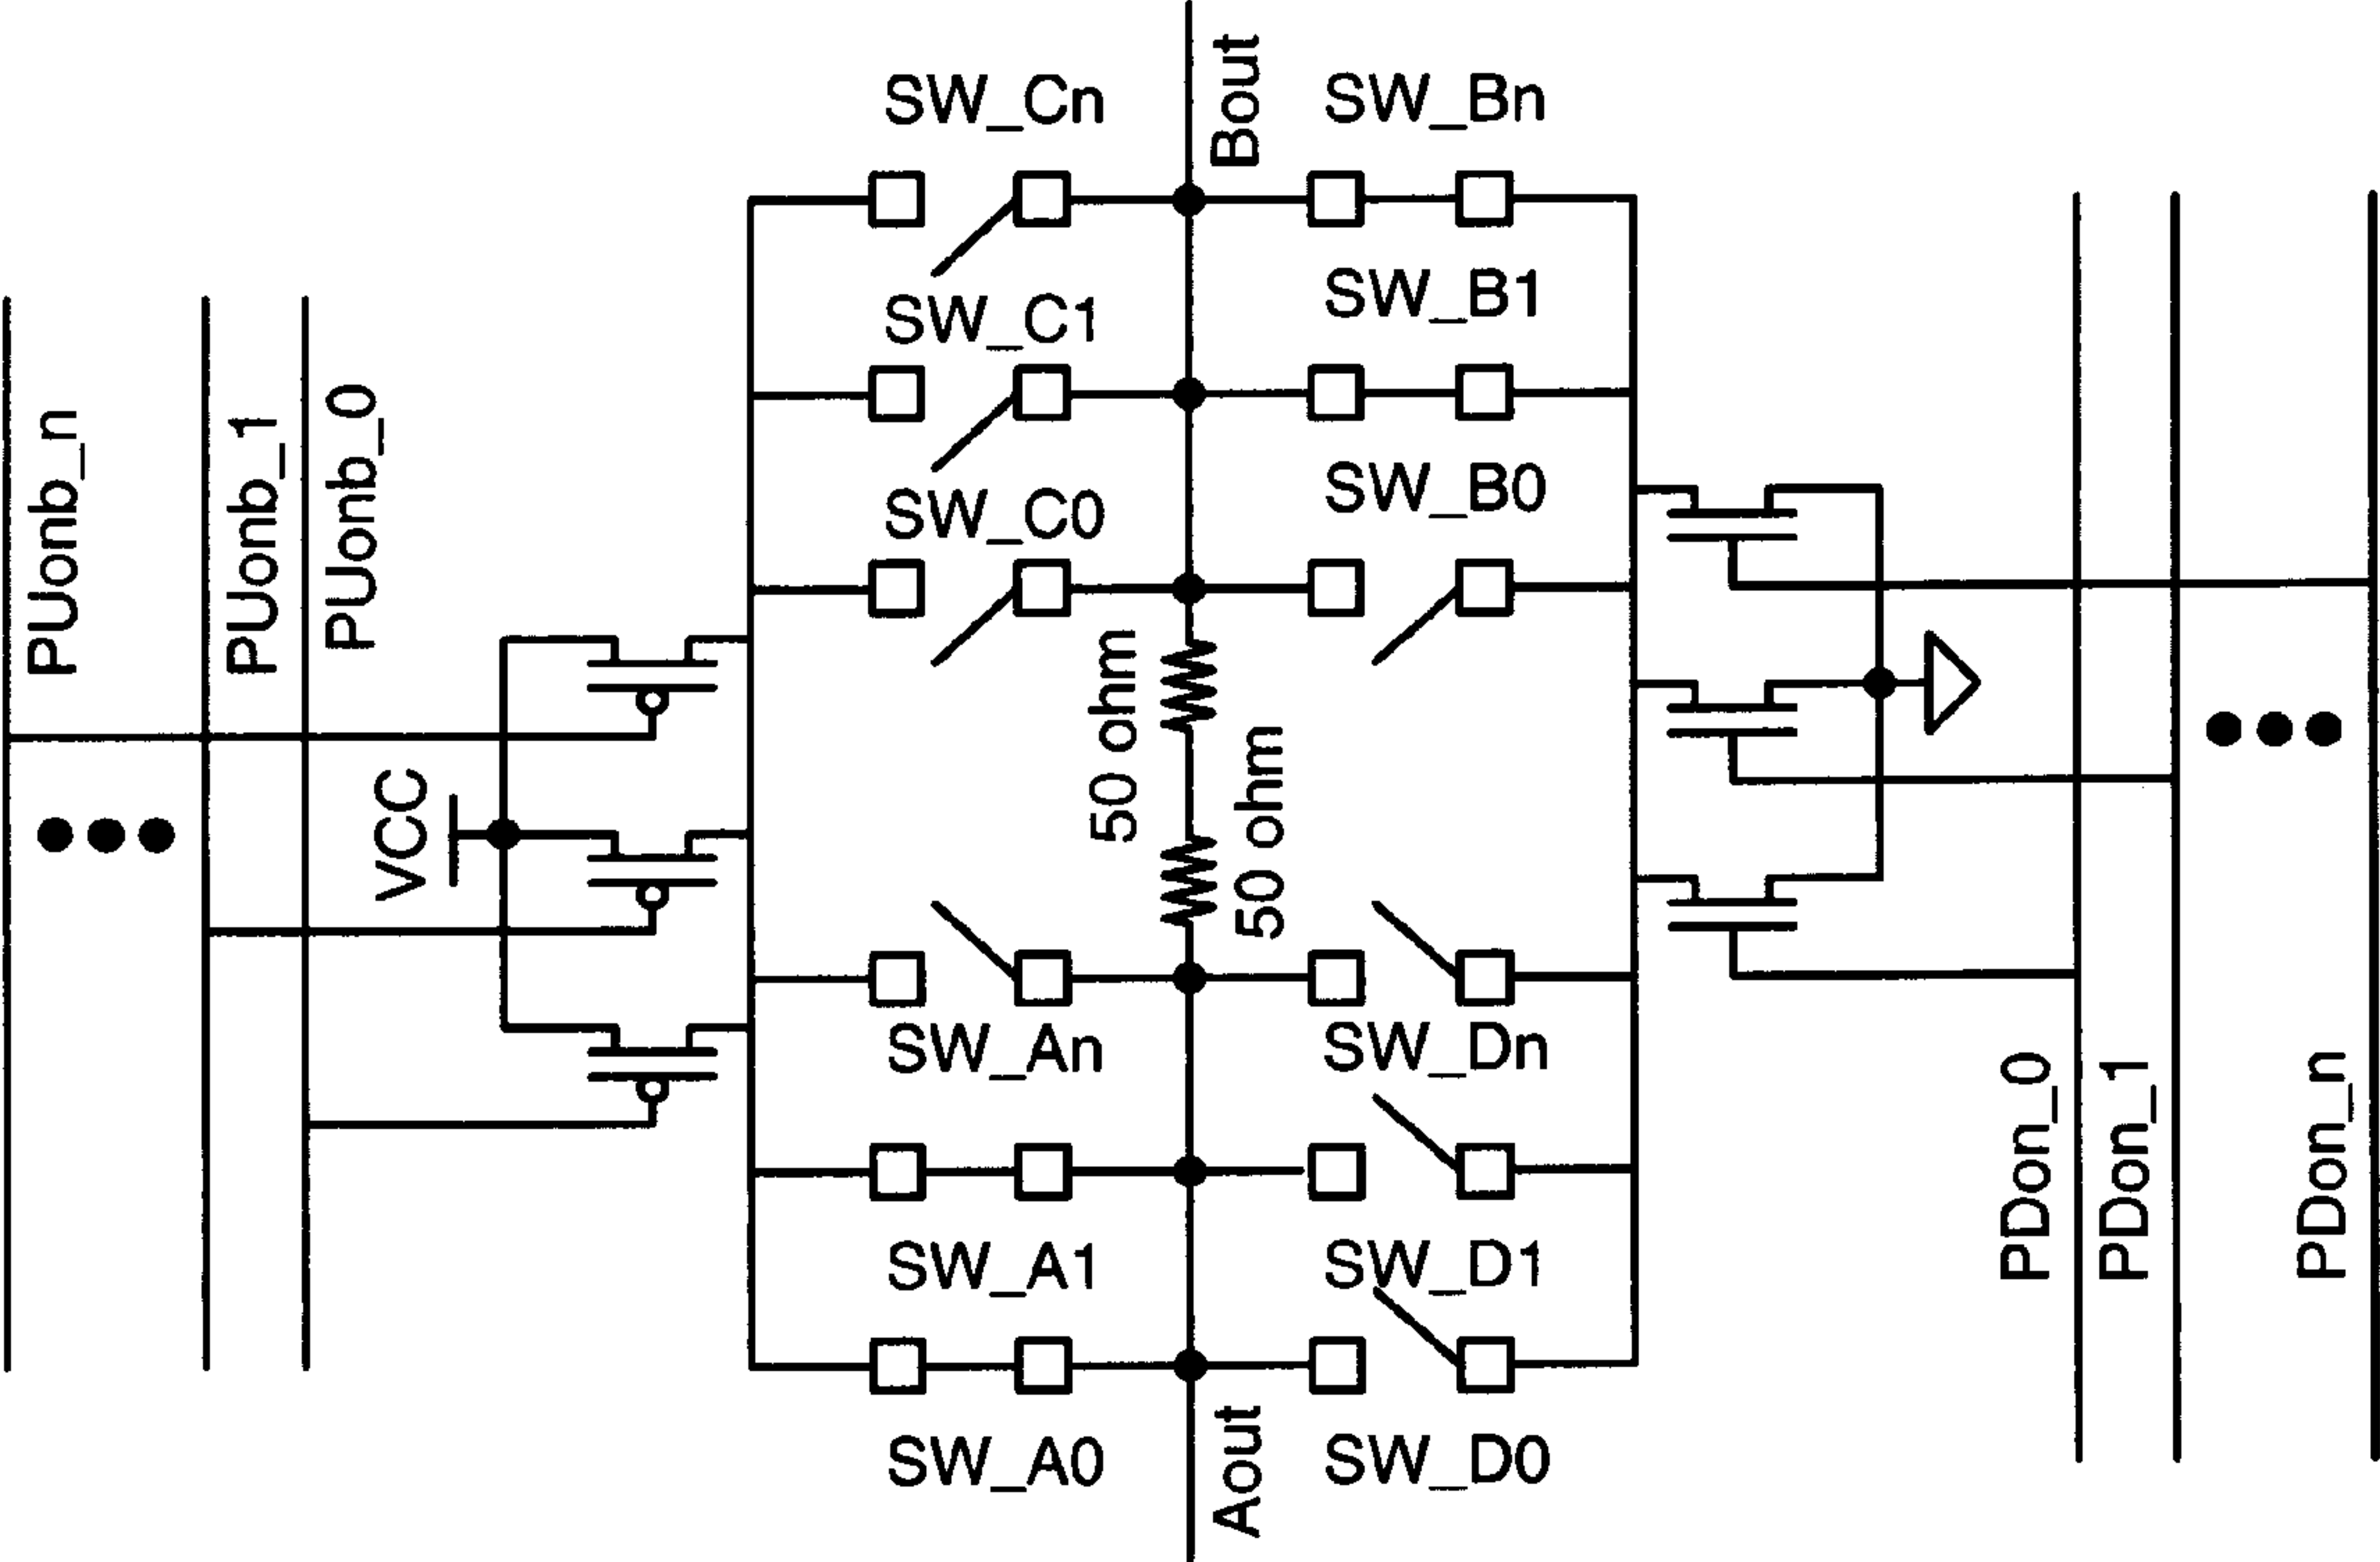 SW_Cn
Bout
SW_Bn
SW_C1
SW_B1
PUonb_n
PUonb_1
PUonb_0
SW_C0
SW_B0
50 ohm
50 ohm
VCC
SW_An
SW_Dn
PDon_0
PDon_1
PDon_n
SW_A1
SW_D1
SW_A0
Aout
SW_D0